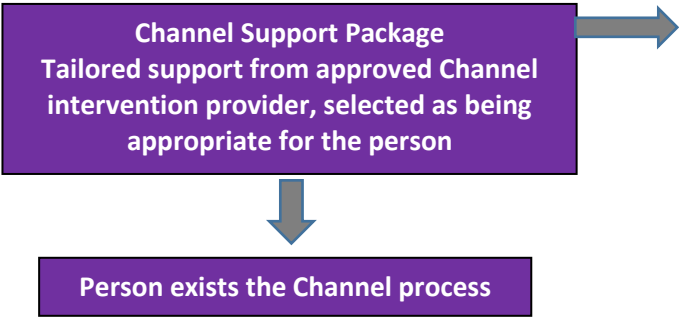 Channel Support Package
Tailored support from approved Channel
intervention provider, selected as being
appropriate for the person
Person exists the Channel process